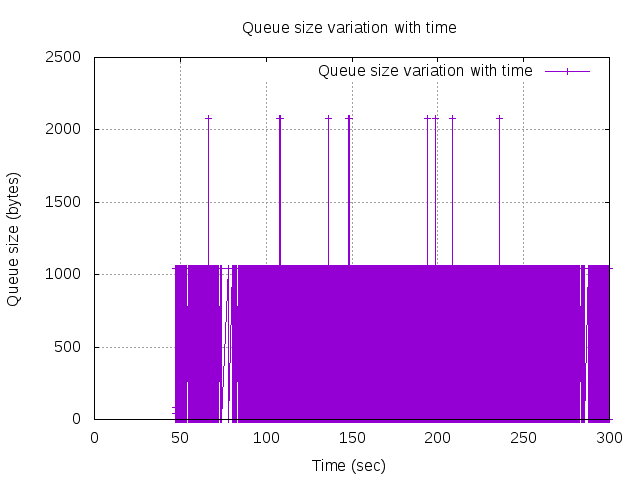 Queue size variation with time
Queue size variation with time
2500
2000
1500
1000
500
0
Queue size (bytes)
0 50 100 150 200 250 300
Time (sec)